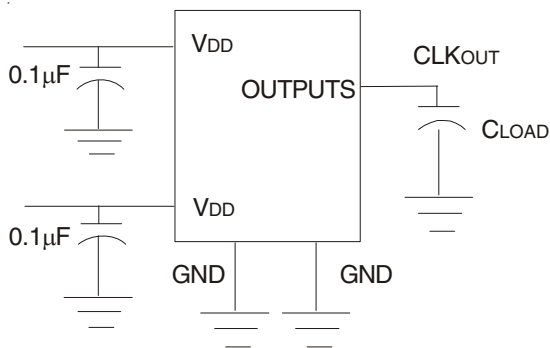 VDD
CLKOUT
0.1μF
OUTPUTS
CLOAD
VDD
0.1μF
GND
GND